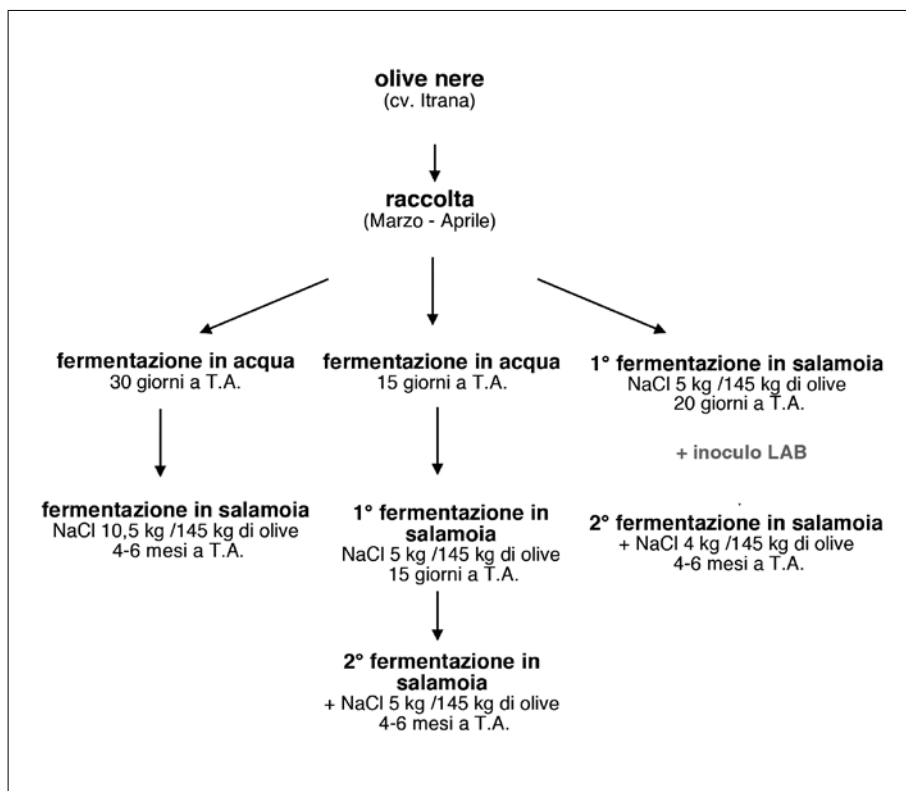 olive nere
(cv. Itrana)
raccolta
(Marzo - Aprile)
fermentazione in acqua
30 giorni a T.A.
fermentazione in salamoia
NaCl 10,5 kg /145 kg di olive
4-6 mesi a T.A.
fermentazione in acqua
15 giorni a T.A.
1° fermentazione in
salamoia
NaCl 5 kg /145 kg di olive
15 giorni a T.A.
2° fermentazione in
salamoia
+ NaCl 5 kg /145 kg di olive
4-6 mesi a T.A.
1° fermentazione in salamoia
NaCl 5 kg /145 kg di olive
20 giorni a T.A.
+ inoculo LAB
2° fermentazione in salamoia
+ NaCl 4 kg /145 kg di olive
4-6 mesi a T.A.